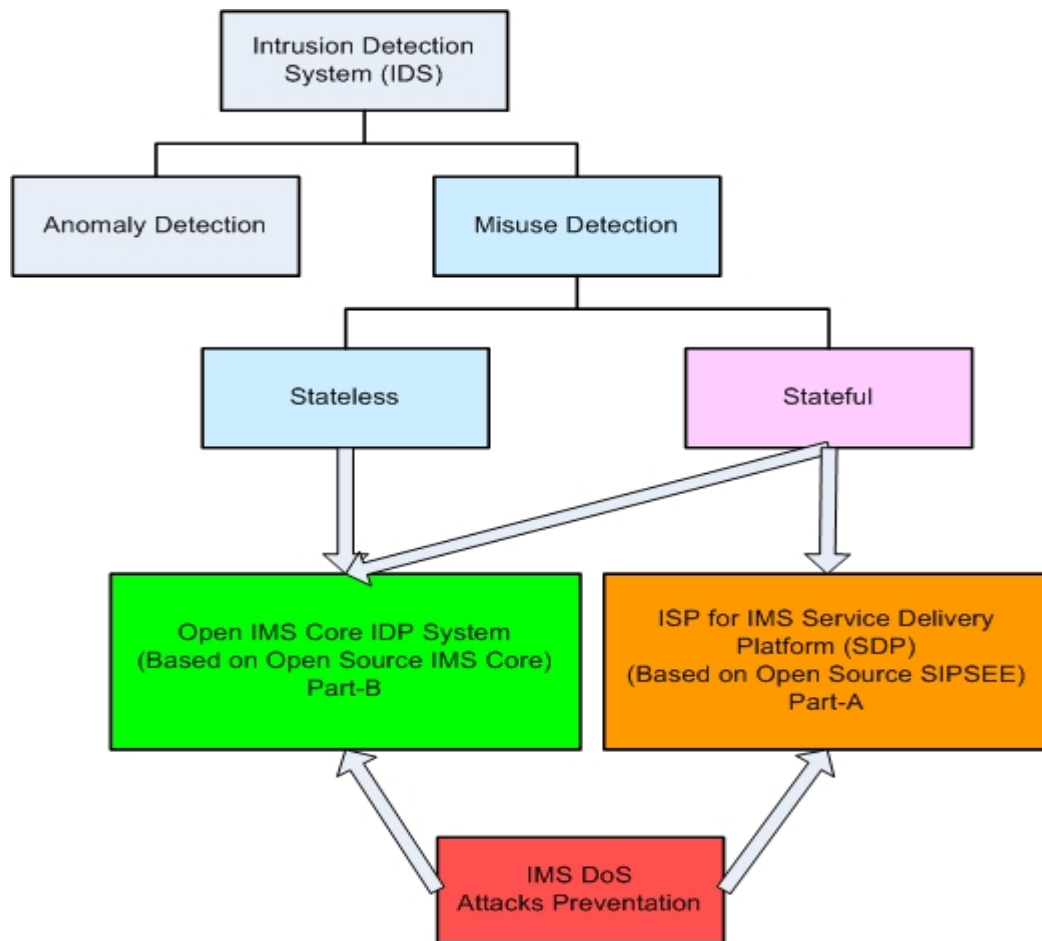 Intrusion Detection
System (IDS)
Anomaly Detection
Misuse Detection
Stateless
Stateful
Open IMS Core IDP System
(Based on Open Source IMS Core)
Part-B
ISP for IMS Service Delivery
Platform (SDP)
(Based on Open Source SIPSEE)
Part-A
IMS DoS
Attacks Preventation